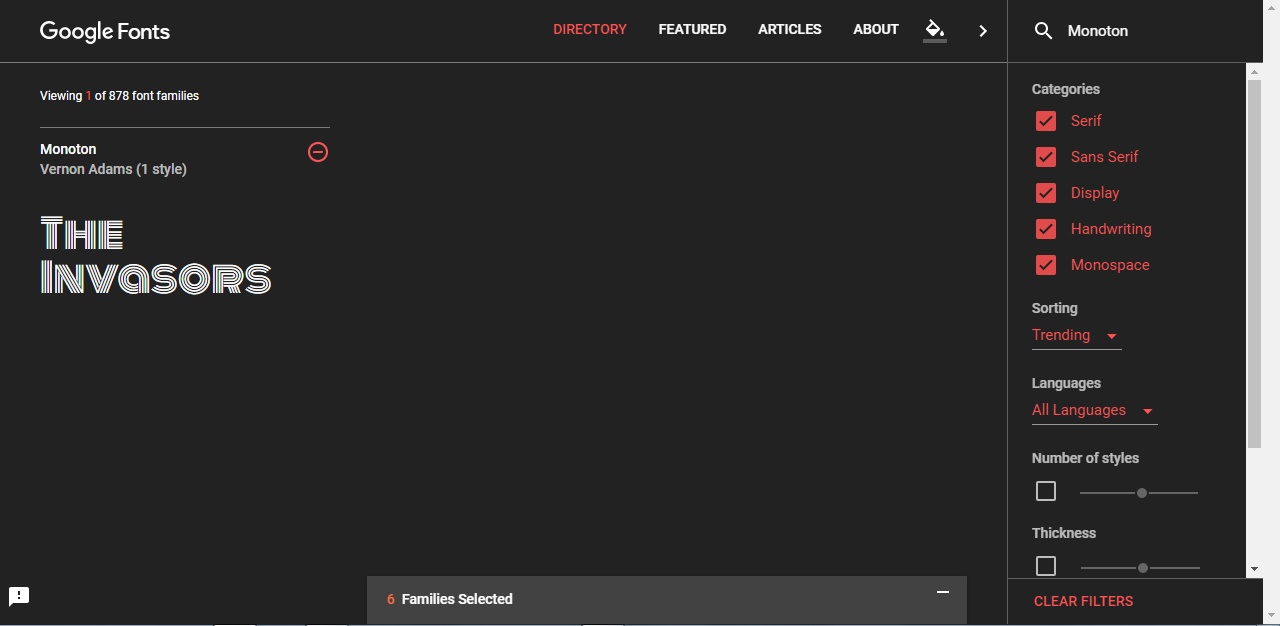 Google Fonts
DIRECTORY
FEATURED
ARTICLES
ABOUT
Monoton
Viewing 1 of 878 font families
Monoton
Vernon Adams (1 style)
The
Invasors
Categories
Serif
Sans Serif
Display
Handwriting
Monospace
Sorting
Trending
Languages
All Languages
Number of styles
Thickness
6 Families Selected
CLEAR FILTERS